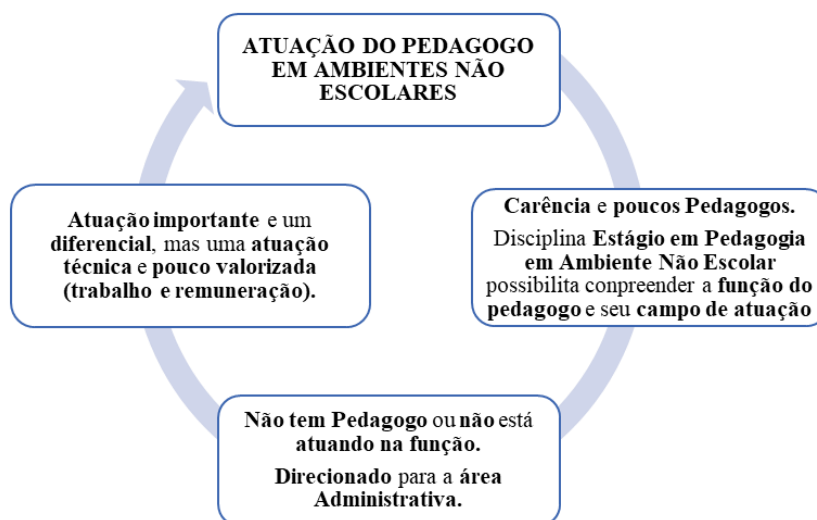 ATUAÇÃO DO PEDAGOGO
EM AMBIENTES NÃO
ESCOLARES
Carência e poucos Pedagogos.
Disciplina Estágio em Pedagogia
em Ambiente Não Escolar
possibilita conpreender a função do
pedagogo e seu campo de atuação
Não tem Pedagogo ou não está
atuando na função.
Direcionado para a área
Administrativa.
Atuação importante e um
diferencial, mas uma atuação
técnica e pouco valorizada
(trabalho e remuneração).